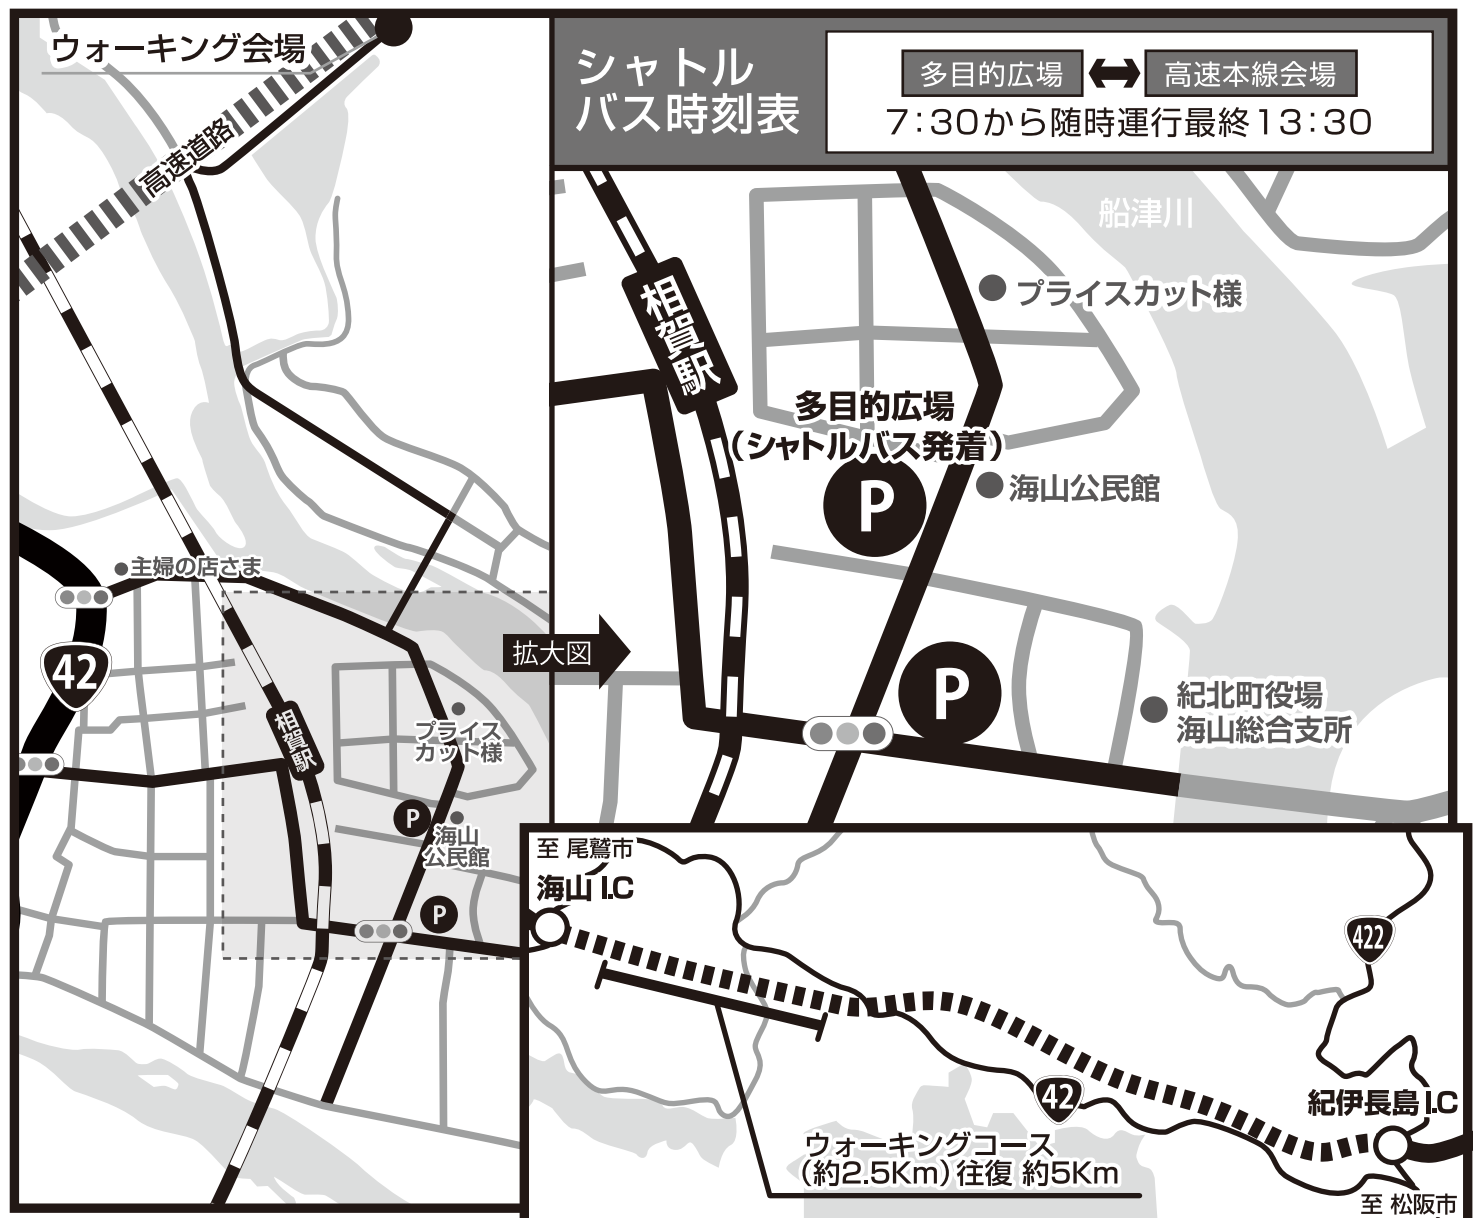 ウォーキング会場
高速道路
シャトル
バス時刻表
多目的広場
高速本線会場
7:30から随時運行最終13:30
船津川
プライスカット様
相賀駅
多目的広場
(シャトルバス発着)
P
海山公民館
P
紀北町役場
海山総合支所
主婦の店さま
42
拡大図
相賀駅
プライス
カット様
P
海山
公民館
P
至 尾鷲市
海山 I.C
422
42
紀伊長島 I.C
ウォーキングコース
(約2.5Km)往復 約5Km
至 松阪市